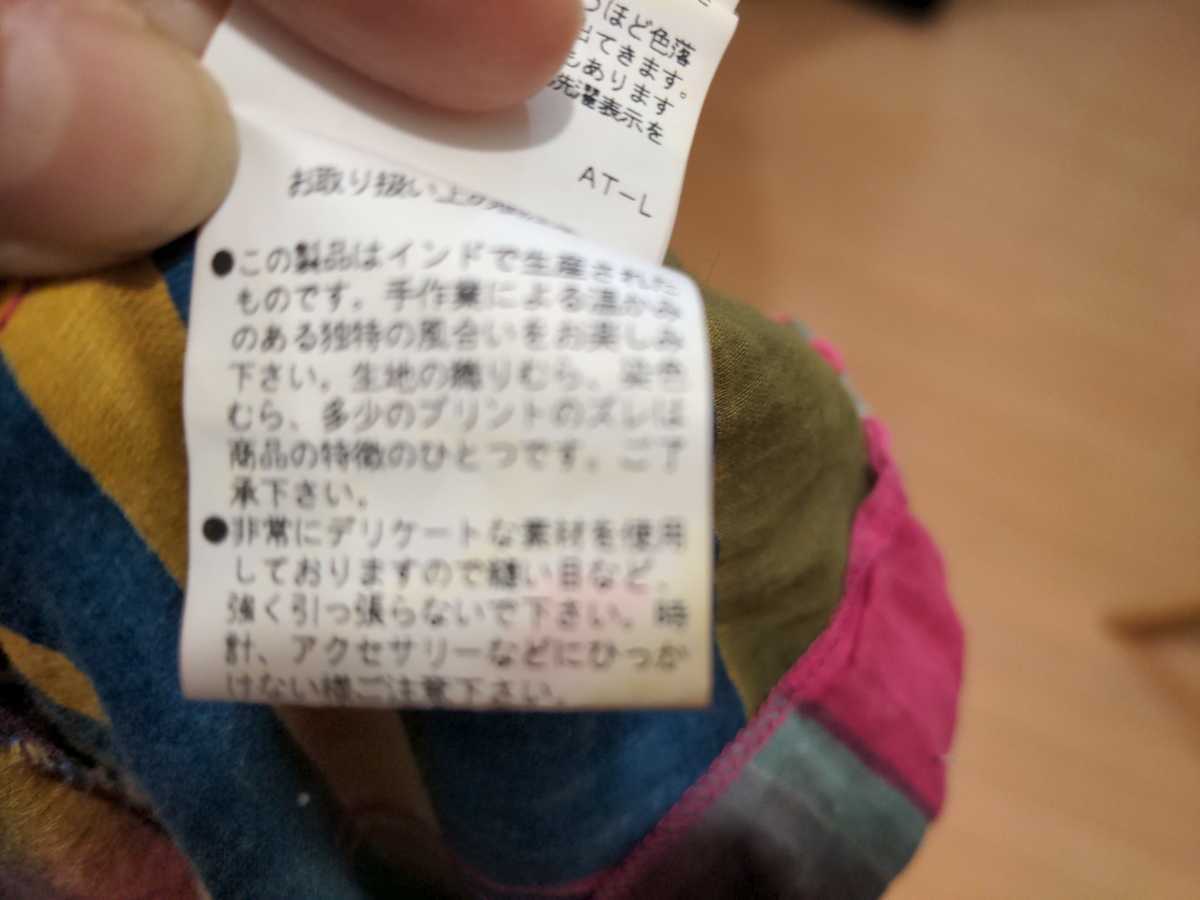 つほど色落
出てきます。
もあります
洗濯表示を
AT-L
お取り扱い上の
●この製品はインドで生産された
ものです。手作業による温かみ
のある独特の風合いをお楽しみ
下さい。生地の織りむら、染色
むら、多少のプリントのズレは
商品の特徴のひとつです。ご了
承下さい。
●非常にデリケートな素材を使用
しておりますので縫い目など、
強く引っ張らないで下さい。時
計、アクセサリーなどにひっか
けない様ご注意下さい。